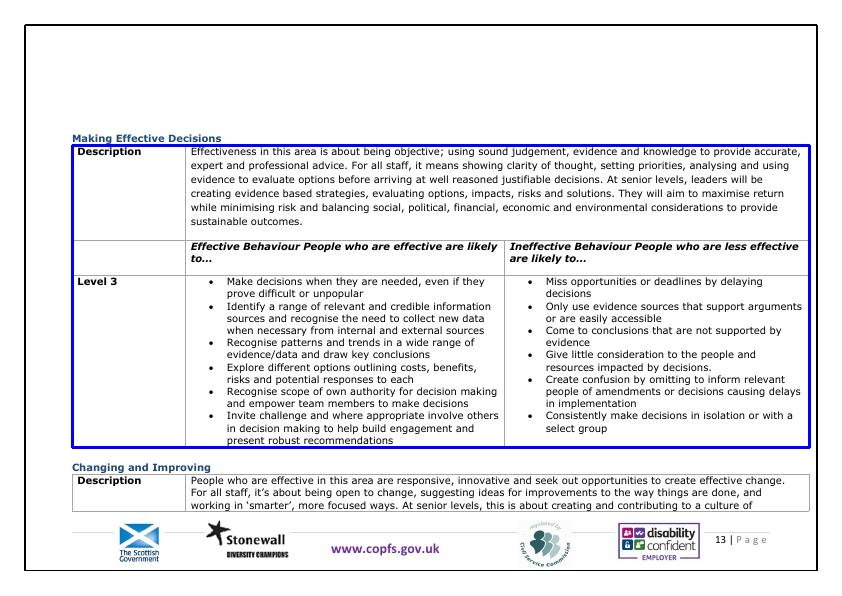 Making Effective Decisions
Description
Effectiveness in this area is about being objective; using sound judgement, evidence and knowledge to provide accurate,
expert and professional advice. For all staff, it means showing clarity of thought, setting priorities, analysing and using
evidence to evaluate options before arriving at well reasoned justifiable decisions. At senior levels, leaders will be
creating evidence based strategies, evaluating options, impacts, risks and solutions. They will aim to maximise return
while minimising risk and balancing social, political, financial, economic and environmental considerations to provide
sustainable outcomes.
Effective Behaviour People who are effective are likely
to...
Ineffective Behaviour People who are less effective
are likely to...
Level 3
• Make decisions when they are needed, even if they
prove difficult or unpopular
• Identify a range of relevant and credible information
sources and recognise the need to collect new data
when necessary from internal and external sources
• Recognise patterns and trends in a wide range of
evidence/data and draw key conclusions
• Explore different options outlining costs, benefits,
risks and potential responses to each
• Recognise scope of own authority for decision making
and empower team members to make decisions
• Invite challenge and where appropriate involve others
in decision making to help build engagement and
present robust recommendations
• Miss opportunities or deadlines by delaying
decisions
• Only use evidence sources that support arguments
or are easily accessible
• Come to conclusions that are not supported by
evidence
• Give little consideration to the people and
resources impacted by decisions.
• Create confusion by omitting to inform relevant
people of amendments or decisions causing delays
in implementation
• Consistently make decisions in isolation or with a
select group
Changing and Improving
Description
People who are effective in this area are responsive, innovative and seek out opportunities to create effective change.
For all staff, it's about being open to change, suggesting ideas for improvements to the way things are done, and
working in 'smarter', more focused ways. At senior levels, this is about creating and contributing to a culture of
The Scottish
Government
Stonewall
DIVERSITY CHAMPIONS
www.copfs.gov.uk
regulated by
Civil Service Commission
disability
confident
EMPLOYER
13 | Page